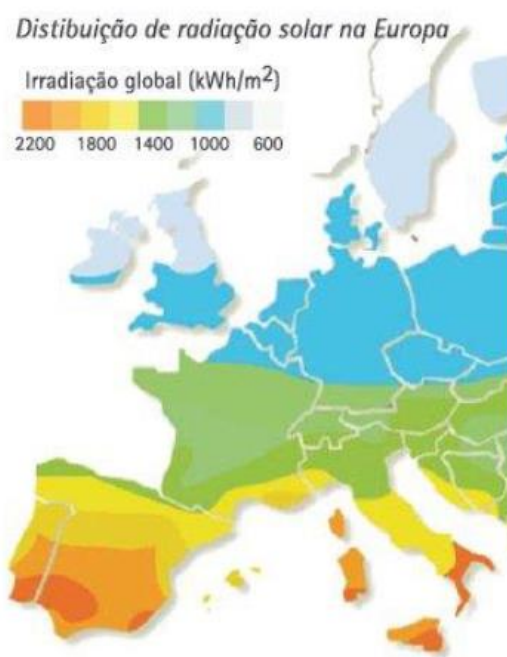 Distibuição de radiação solar na Europa
Irradiação global (kWh/m²)
2200 1800 1400 1000 600